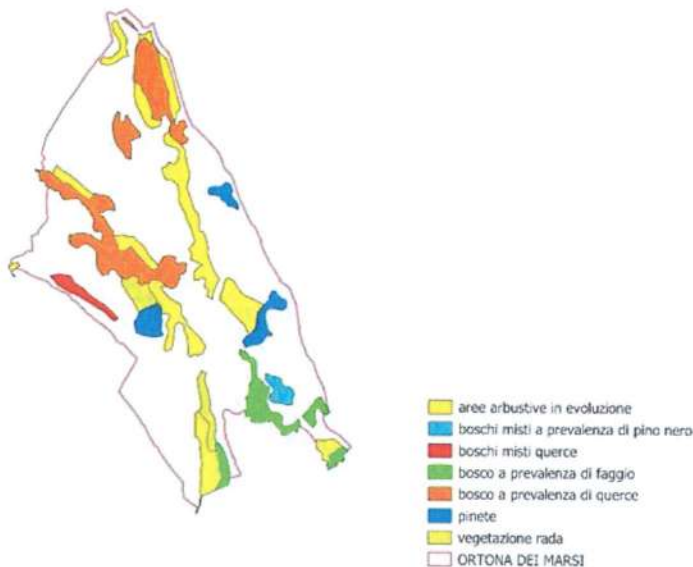 aree arbustive in evoluzione
boschi misti a prevalenza di pino nero
boschi misti querce
bosco a prevalenza di faggio
bosco a prevalenza di querce
pinete
vegetazione rada
ORTONA DEI MARSI